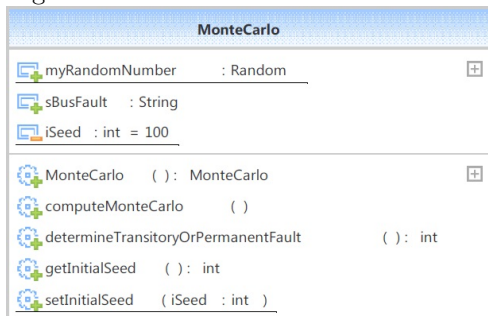 MonteCarlo
myRandomNumber : Random
sBusFault : String
iSeed : int = 100
MonteCarlo ( ) : MonteCarlo
computeMonteCarlo ( )
determineTransitoryOrPermanentFault ( ) : int
getInitialSeed ( ) : int
setInitialSeed ( iSeed : int )